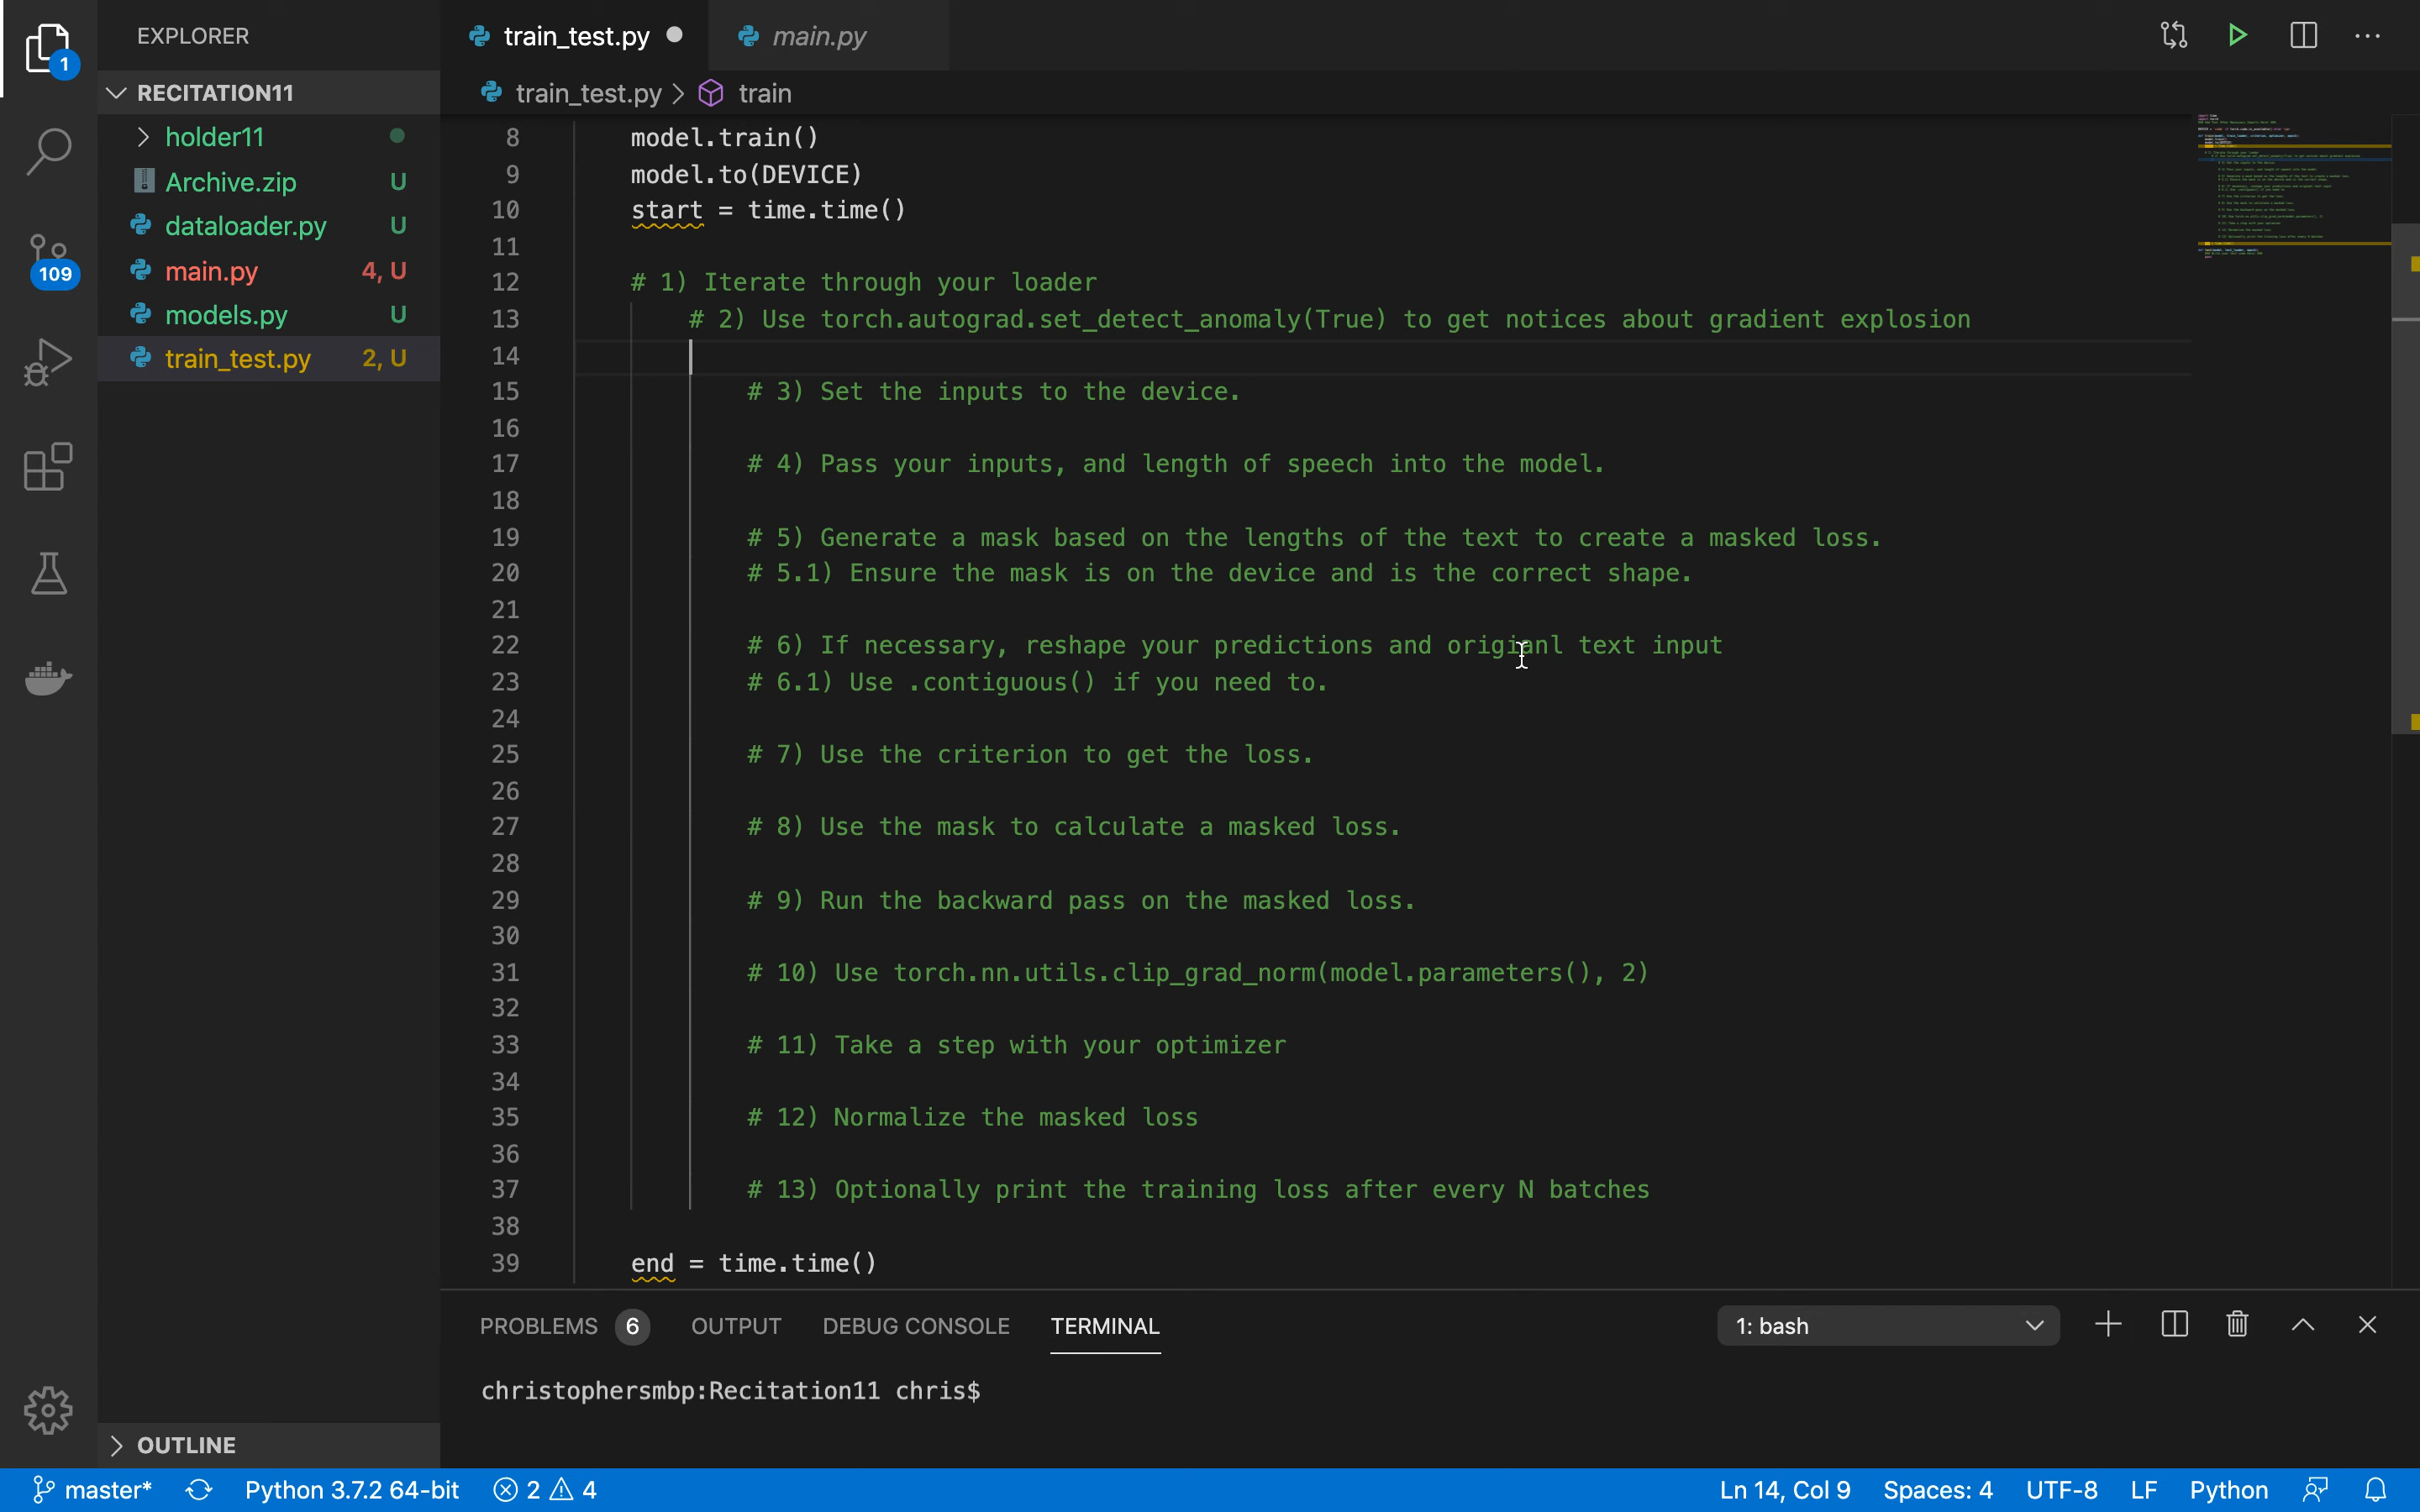 EXPLORER
RECITATION11
holder11
Archive.zip U
dataloader.py U
main.py 4, U
models.py U
train_test.py 2, U
OUTLINE
1
109
train_test.py
main.py
train_test.py > train
8 model.train()
9 model.to(DEVICE)
10 start = time.time()
11
12 # 1) Iterate through your loader
13 # 2) Use torch.autograd.set_detect_anomaly(True) to get notices about gradient explosion
14
15 # 3) Set the inputs to the device.
16
17 # 4) Pass your inputs, and length of speech into the model.
18
19 # 5) Generate a mask based on the lengths of the text to create a masked loss.
20 # 5.1) Ensure the mask is on the device and is the correct shape.
21
22 # 6) If necessary, reshape your predictions and origianl text input
23 # 6.1) Use .contiguous() if you need to.
24
25 # 7) Use the criterion to get the loss.
26
27 # 8) Use the mask to calculate a masked loss.
28
29 # 9) Run the backward pass on the masked loss.
30
31 # 10) Use torch.nn.utils.clip_grad_norm(model.parameters(), 2)
32
33 # 11) Take a step with your optimizer
34
35 # 12) Normalize the masked loss
36
37 # 13) Optionally print the training loss after every N batches
38
39 end = time.time()
PROBLEMS 6 OUTPUT DEBUG CONSOLE TERMINAL 1: bash
christophersmbp:Recitation11 chris$
master* Python 3.7.2 64-bit 2 4 Ln 14, Col 9 Spaces: 4 UTF-8 LF Python